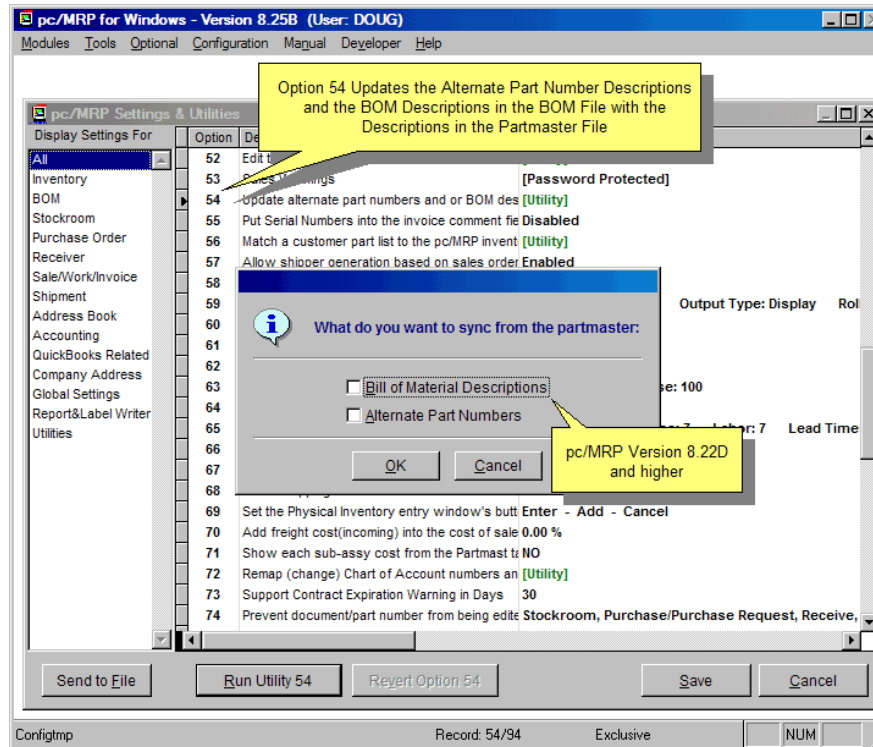 pc/MRP for Windows - Version 8.25B (User: DOUG)
Modules Tools Optional Configuration Manual Developer Help
Option 54 Updates the Alternate Part Number Descriptions
and the BOM Descriptions in the BOM File with the
Descriptions in the Partmaster File
pc/MRP Settings & Utilities
Display Settings For
Option
All
Inventory
BOM
Stockroom
Purchase Order
Receiver
Sale/Work/Invoice
Shipment
Address Book
Accounting
QuickBooks Related
Company Address
Global Settings
Report&Label Writer
Utilities
52 Edit
53 [Password Protected]
54 Update alternate part numbers and or BOM des [Utility]
55 Put Serial Numbers into the invoice comment fie Disabled
56 Match a customer part list to the pc/MRP invent [Utility]
57 Allow shipper generation based on sales order Enabled
58
59 Output Type: Display Rol
60
61
62
63 se: 100
64
65 Labor: 7 Lead Time
66
67
68
69 Set the Physical Inventory entry window's butt Enter - Add - Cancel
70 Add freight cost(incoming) into the cost of sale 0.00 %
71 Show each sub-assy cost from the Partmast ta NO
72 Remap (change) Chart of Account numbers an [Utility]
73 Support Contract Expiration Warning in Days 30
74 Prevent document/part number from being edite Stockroom, Purchase/Purchase Request, Receive,
What do you want to sync from the partmaster:
Bill of Material Descriptions
Alternate Part Numbers
OK Cancel
pc/MRP Version 8.22D
and higher
Send to File Run Utility 54 Revert Option 54 Save Cancel
Configtmp Record: 54/94 Exclusive NUM